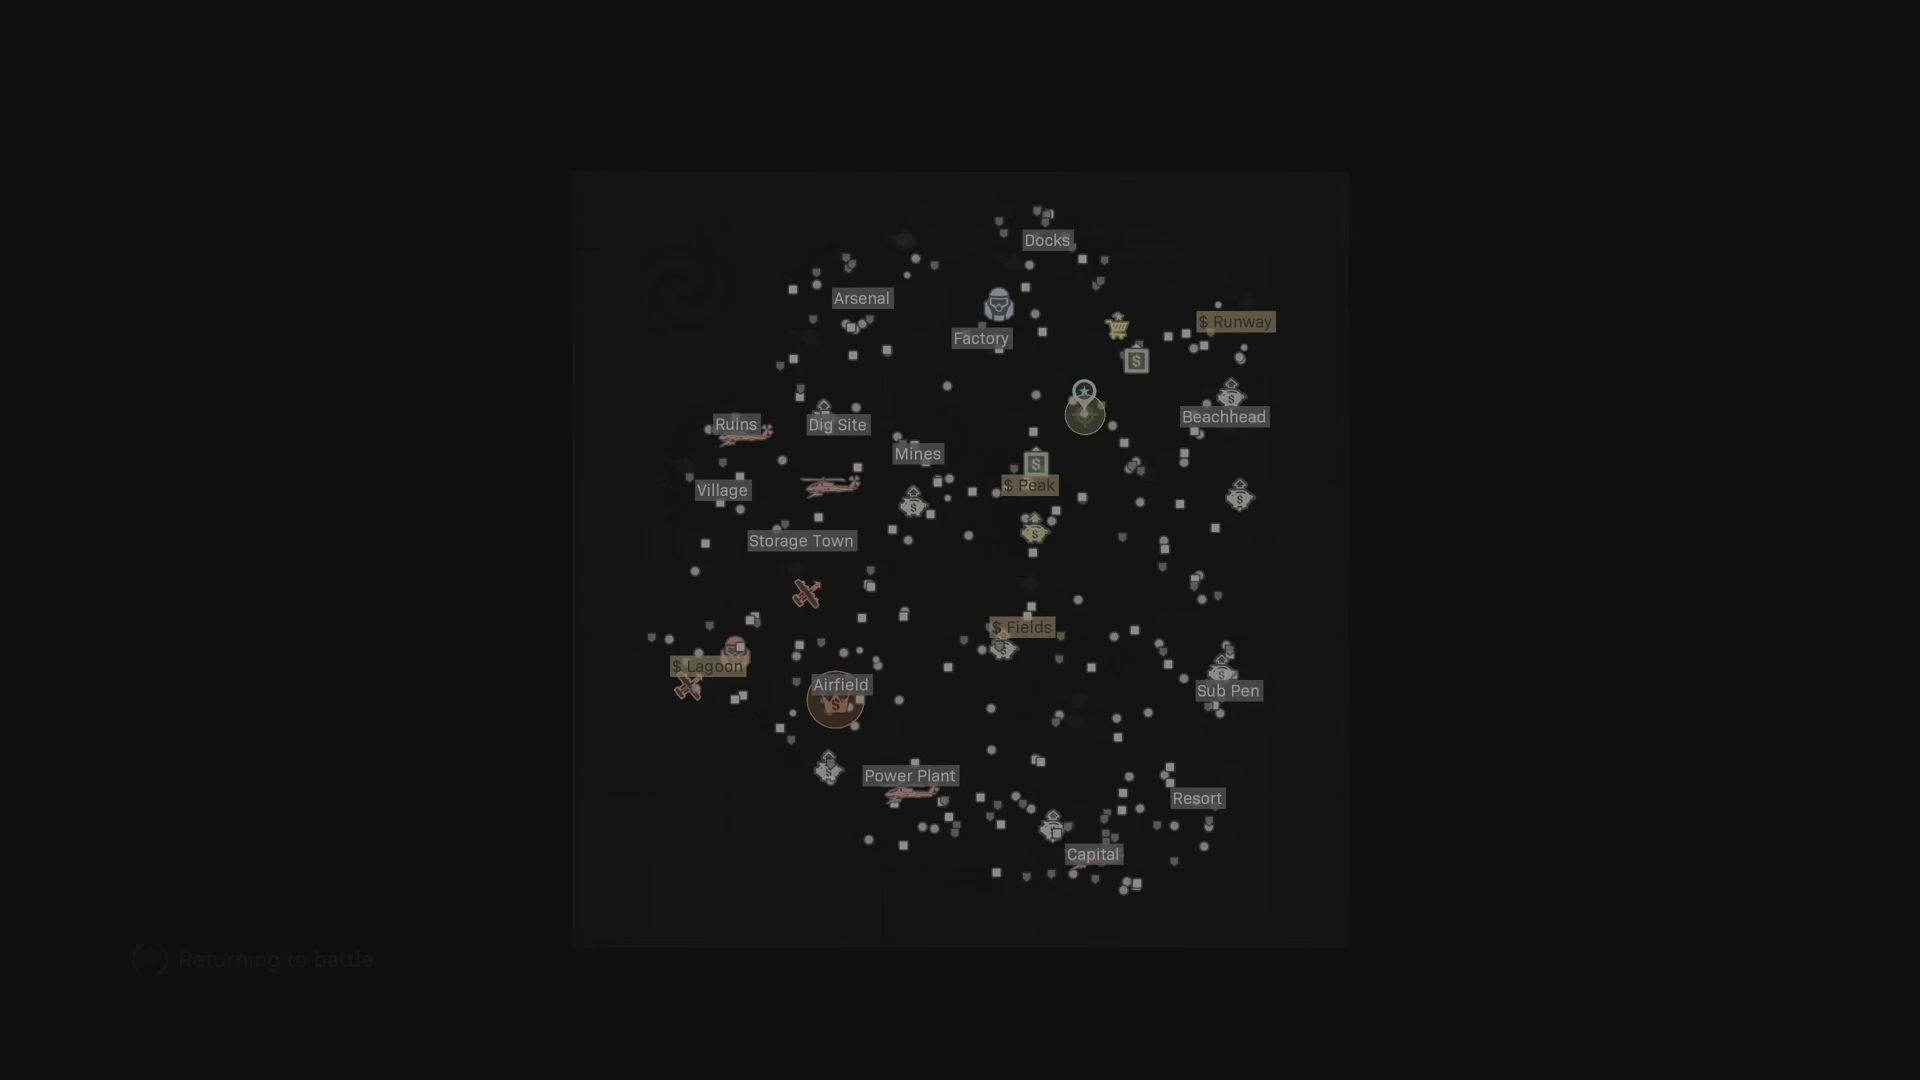 Docks
Arsenal
$ Runway
Factory
Beachhead
Ruins
Dig Site
Mines
$ Peak
Village
Storage Town
$ Fields
$ Lagoon
Airfield
Sub Pen
Power Plant
Resort
Capital
Returning to battle